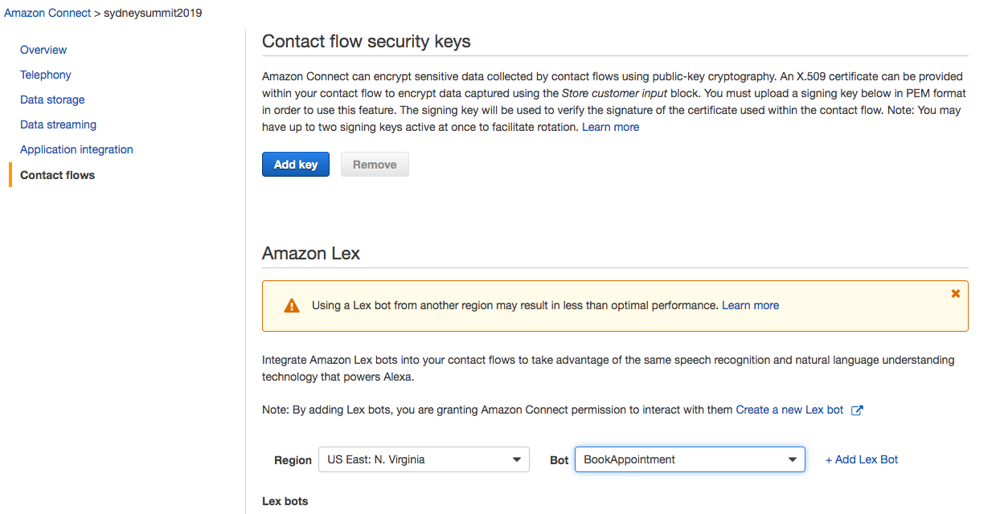 Amazon Connect > sydneysummit2019
Overview
Telephony
Data storage
Data streaming
Application integration
Contact flows
Contact flow security keys
Amazon Connect can encrypt sensitive data collected by contact flows using public-key cryptography. An X.509 certificate can be provided
within your contact flow to encrypt data captured using the Store customer input block. You must upload a signing key below in PEM format
in order to use this feature. The signing key will be used to verify the signature of the certificate used within the contact flow. Note: You may
have up to two signing keys active at once to facilitate rotation. Learn more
Add key Remove
Amazon Lex
Using a Lex bot from another region may result in less than optimal performance. Learn more
Integrate Amazon Lex bots into your contact flows to take advantage of the same speech recognition and natural language understanding
technology that powers Alexa.
Note: By adding Lex bots, you are granting Amazon Connect permission to interact with them Create a new Lex bot
Region US East: N. Virginia Bot BookAppointment + Add Lex Bot
Lex bots